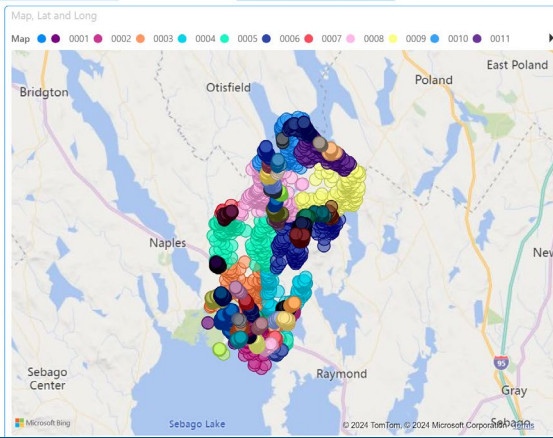 Map, Lat and Long
Map 0001 0002 0003 0004 0005 0006 0007 0008 0009 0010 0011
East Poland
Poland
Otisfield
Bridgton
Naples
Raymond
Sebago
Center
95
Gray
Microsoft Bing
Sebago Lake
© 2024 TomTom, © 2024 Microsoft Corporation Terms